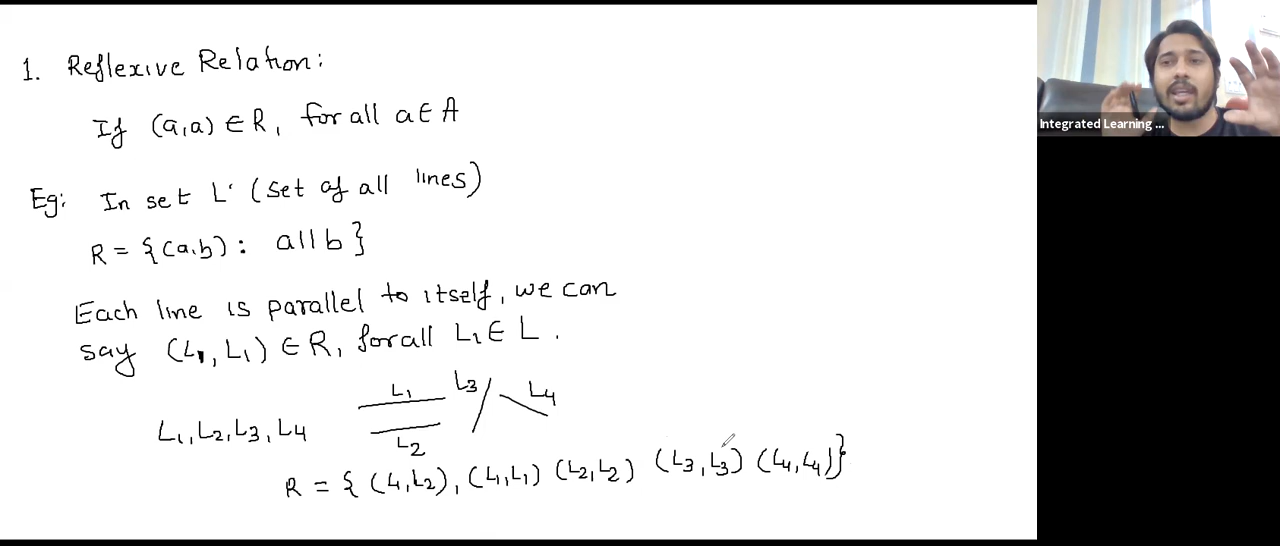 1. Reflexive Relation:
If (a,a) ∈ R, for all a ∈ A
Eg: In set L' (set of all lines)
R = {(a,b): a||b}
Each line is parallel to itself, we can
say (L1, L1) ∈ R, for all L1 ∈ L.
L1 L3 L4
L1, L2, L3, L4
L2
R = {(L1,L2), (L1,L1) (L2,L2) (L3,L3) (L4,L4)}
Integrated Learning ...